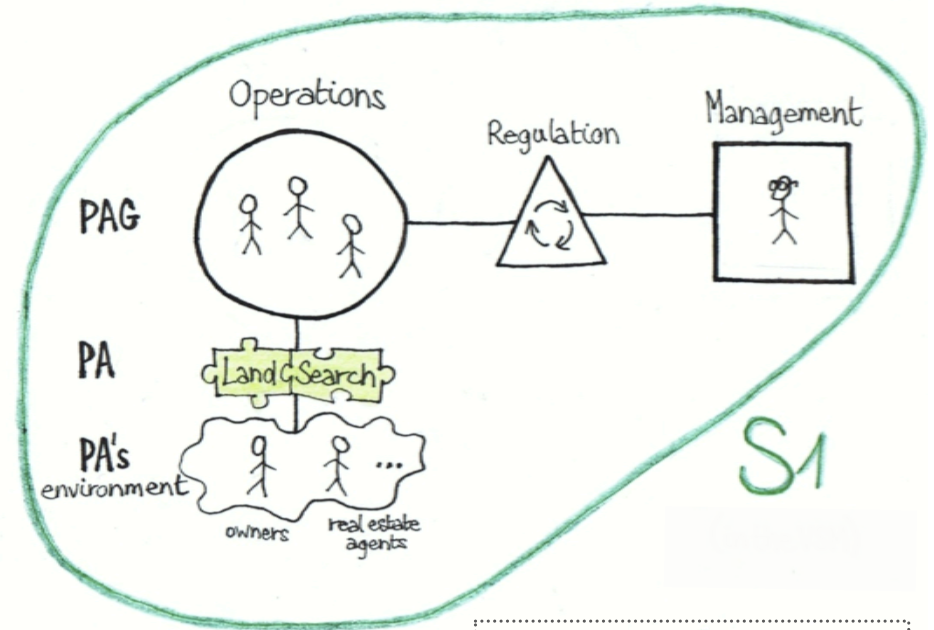 Operations
Regulation
Management
PAG
PA
Land Search
PA's
environment
...
owners
real estate
agents
S1